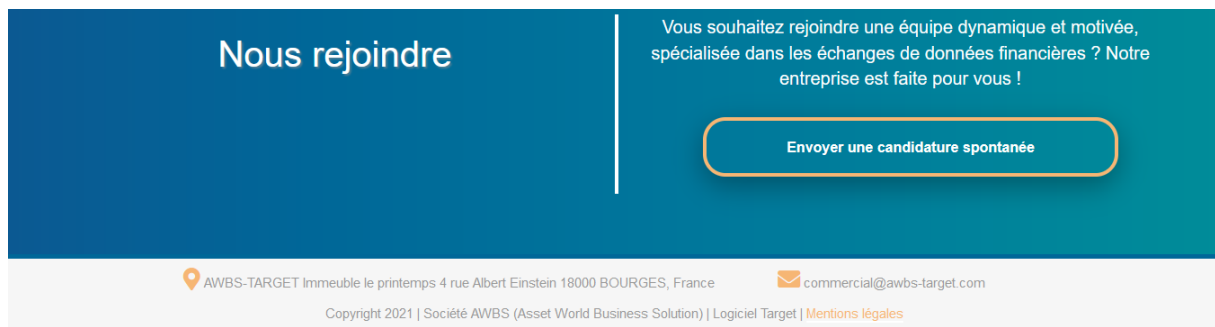 Nous rejoindre
Vous souhaitez rejoindre une équipe dynamique et motivée,
spécialisée dans les échanges de données financières ? Notre
entreprise est faite pour vous !
Envoyer une candidature spontanée
AWBS-TARGET Immeuble le printemps 4 rue Albert Einstein 18000 BOURGES, France
commercial@awbs-target.com
Copyright 2021 | Société AWBS (Asset World Business Solution) | Logiciel Target | Mentions légales